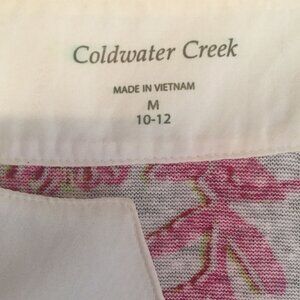 Coldwater Creek
MADE IN VIETNAM
M
10-12